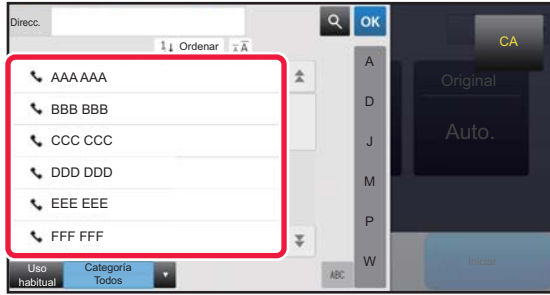 Direcc.
OK
CA
1 Ordenar
A
AAA AAA
BBB BBB
CCC CCC
DDD DDD
EEE EEE
FFF FFF
A
D
J
M
P
W
Original
Auto.
Uso habitual
Categoría Todos
ABC
Iniciar